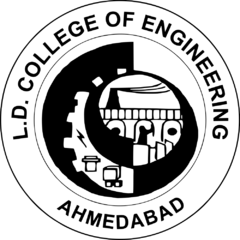 L.D. COLLEGE OF ENGINEERING
AHMEDABAD